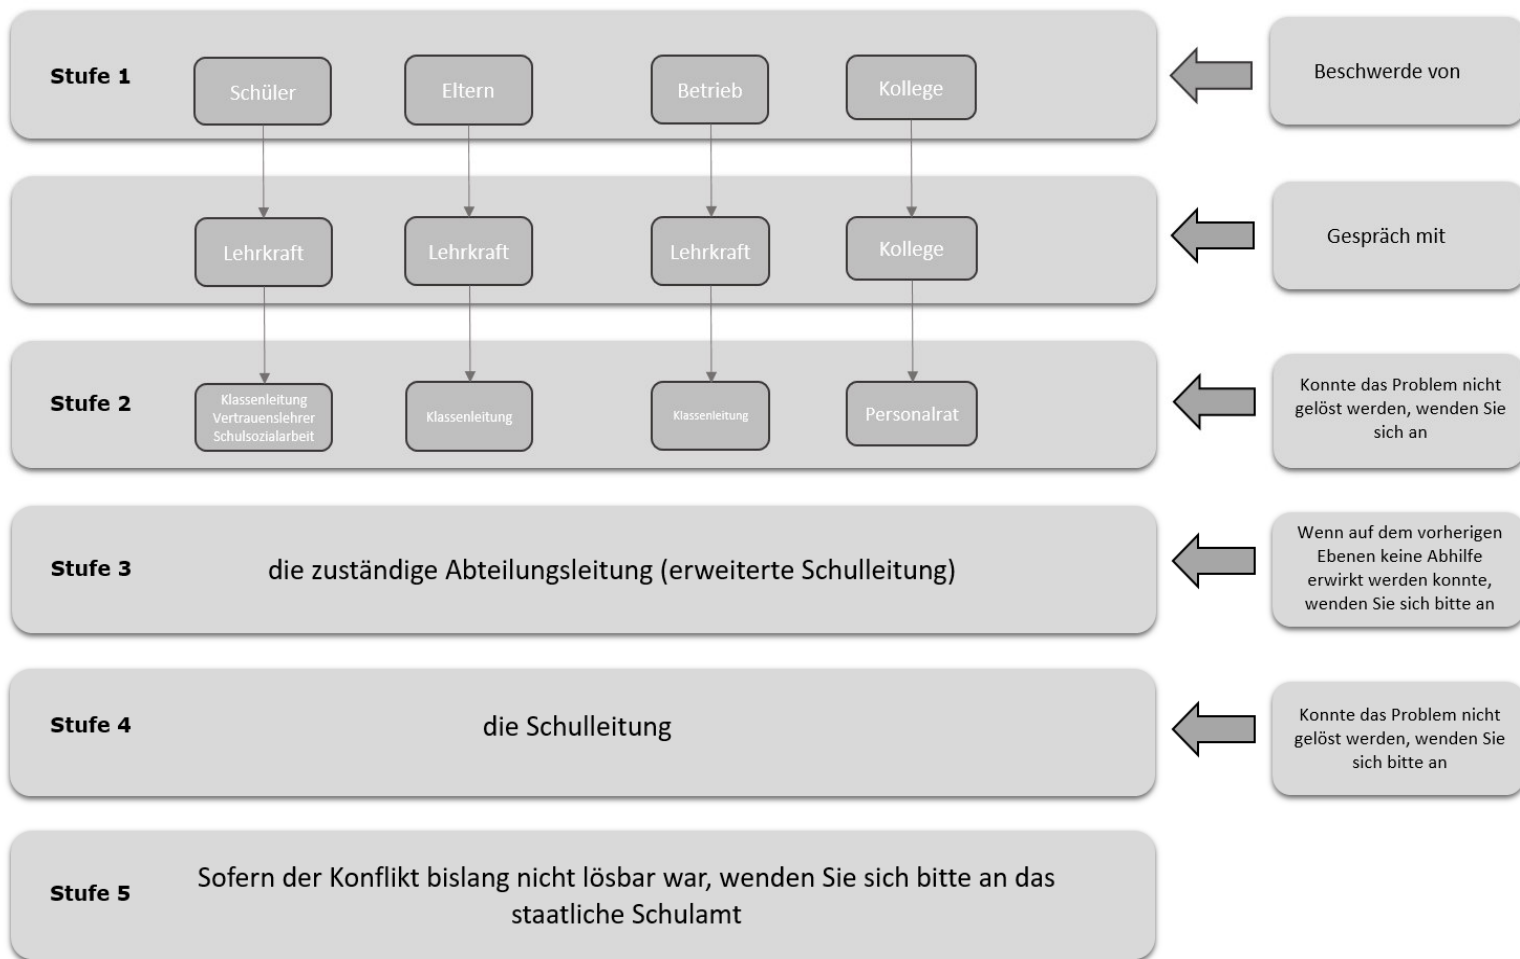 Stufe 1
Schüler
Eltern
Betrieb
Kollege
Beschwerde von
Lehrkraft
Lehrkraft
Lehrkraft
Kollege
Gespräch mit
Stufe 2
Klassenleitung
Vertrauenslehrer
Schulsozialarbeit
Klassenleitung
Klassenleitung
Personalrat
Konnte das Problem nicht
gelöst werden, wenden Sie
sich an
Stufe 3
die zuständige Abteilungsleitung (erweiterte Schulleitung)
Wenn auf dem vorherigen
Ebenen keine Abhilfe
erwirkt werden konnte,
wenden Sie sich bitte an
Stufe 4
die Schulleitung
Konnte das Problem nicht
gelöst werden, wenden Sie
sich bitte an
Stufe 5
Sofern der Konflikt bislang nicht lösbar war, wenden Sie sich bitte an das
staatliche Schulamt